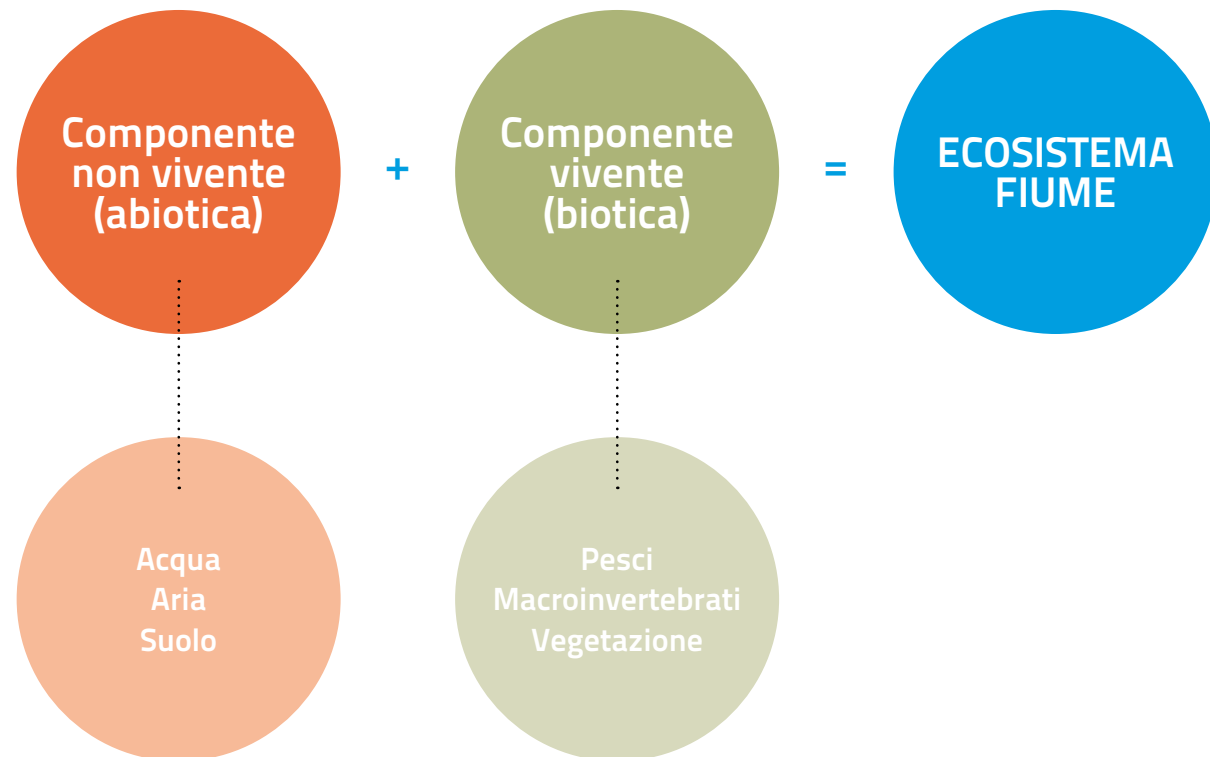 Componente
non vivente
(abiotica)
+
Componente
vivente
(biotica)
=
ECOSISTEMA
FIUME
Acqua
Aria
Suolo
Pesci
Macroinvertebrati
Vegetazione